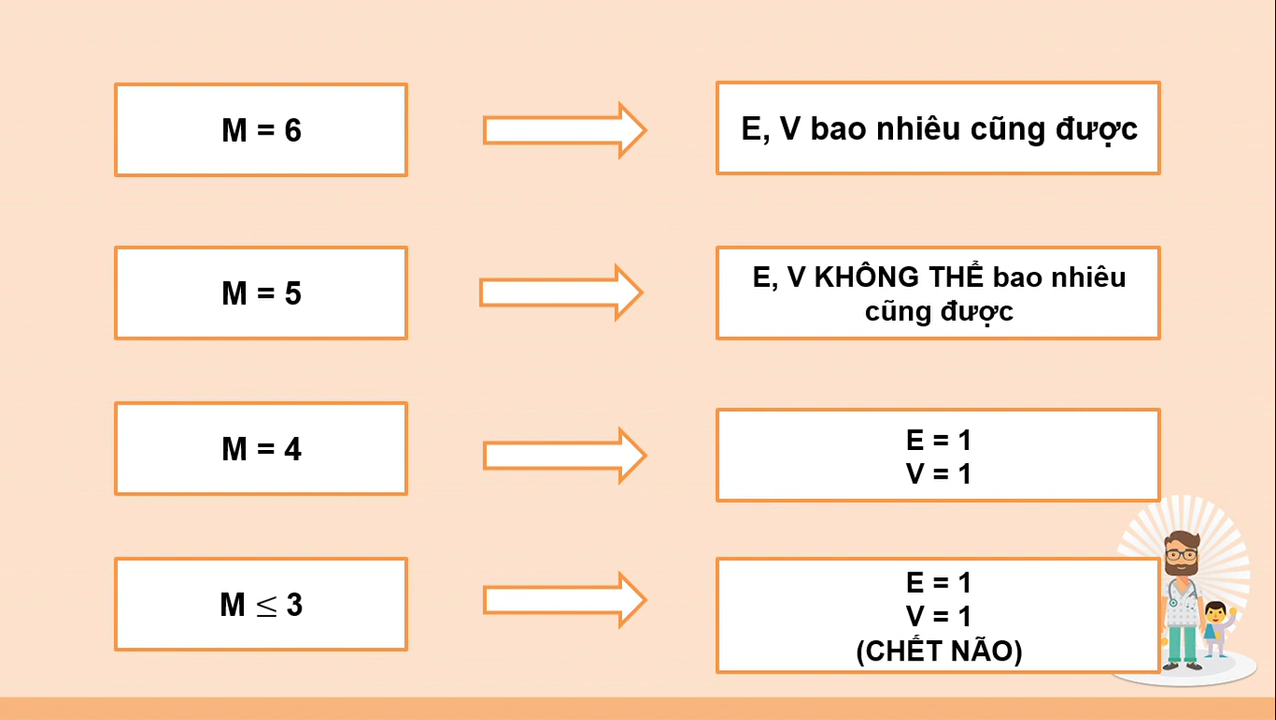 M = 6
E, V bao nhiêu cũng được
M = 5
E, V KHÔNG THỂ bao nhiêu
cũng được
M = 4
E = 1
V = 1
M ≤ 3
E = 1
V = 1
(CHẾT NÃO)